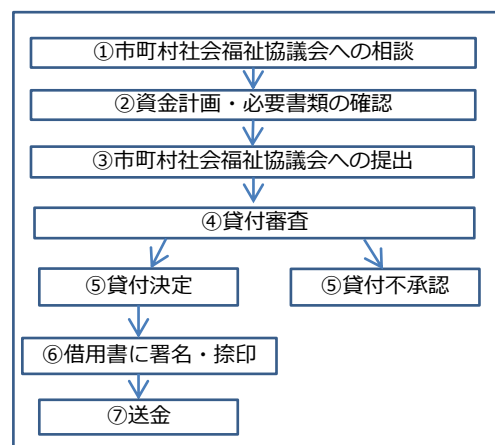 ①市町村社会福祉協議会への相談
②資金計画・必要書類の確認
③市町村社会福祉協議会への提出
④貸付審査
⑤貸付決定
⑤貸付不承認
⑥借用書に署名・捺印
⑦送金